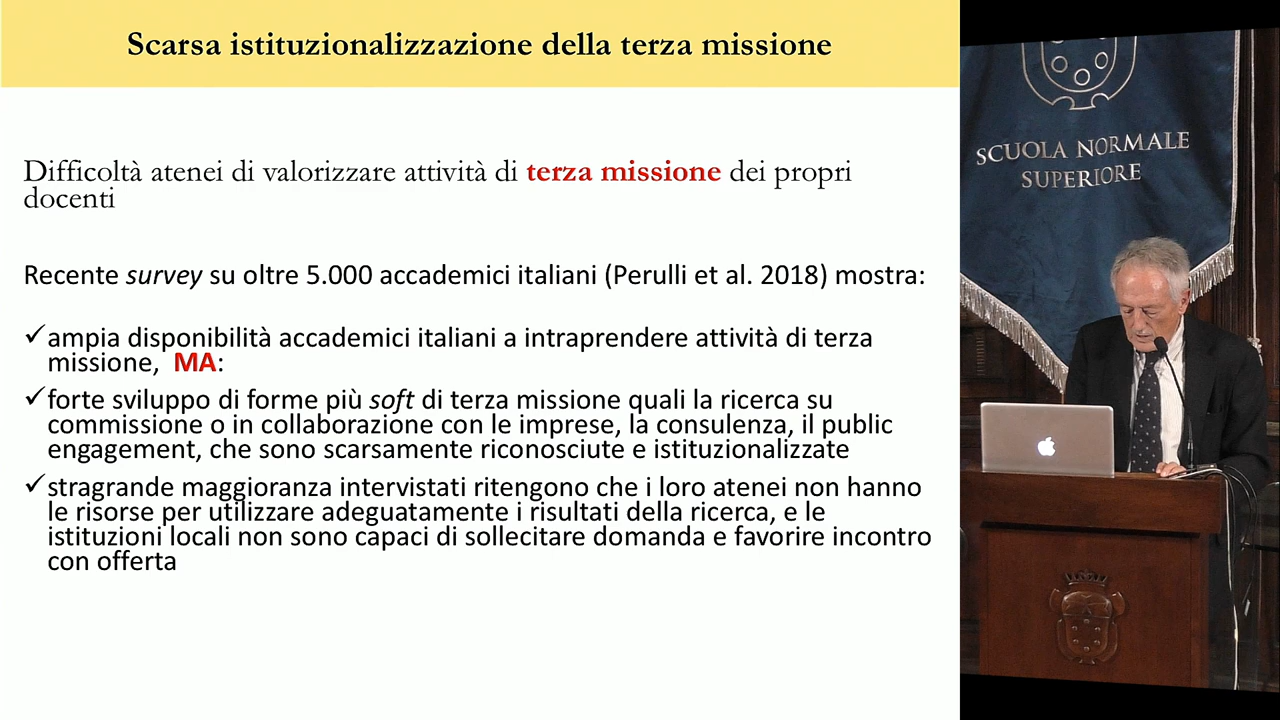 Scarsa istituzionalizzazione della terza missione
Difficoltà atenei di valorizzare attività di terza missione dei propri
docenti
Recente survey su oltre 5.000 accademici italiani (Perulli et al. 2018) mostra:
✓ampia disponibilità accademici italiani a intraprendere attività di terza
missione, MA:
✓forte sviluppo di forme più soft di terza missione quali la ricerca su
commissione o in collaborazione con le imprese, la consulenza, il public
engagement, che sono scarsamente riconosciute e istituzionalizzate
✓stragrande maggioranza intervistati ritengono che i loro atenei non hanno
le risorse per utilizzare adeguatamente i risultati della ricerca, e le
istituzioni locali non sono capaci di sollecitare domanda e favorire incontro
con offerta
SCUOLA NORMALE
SUPERIORE